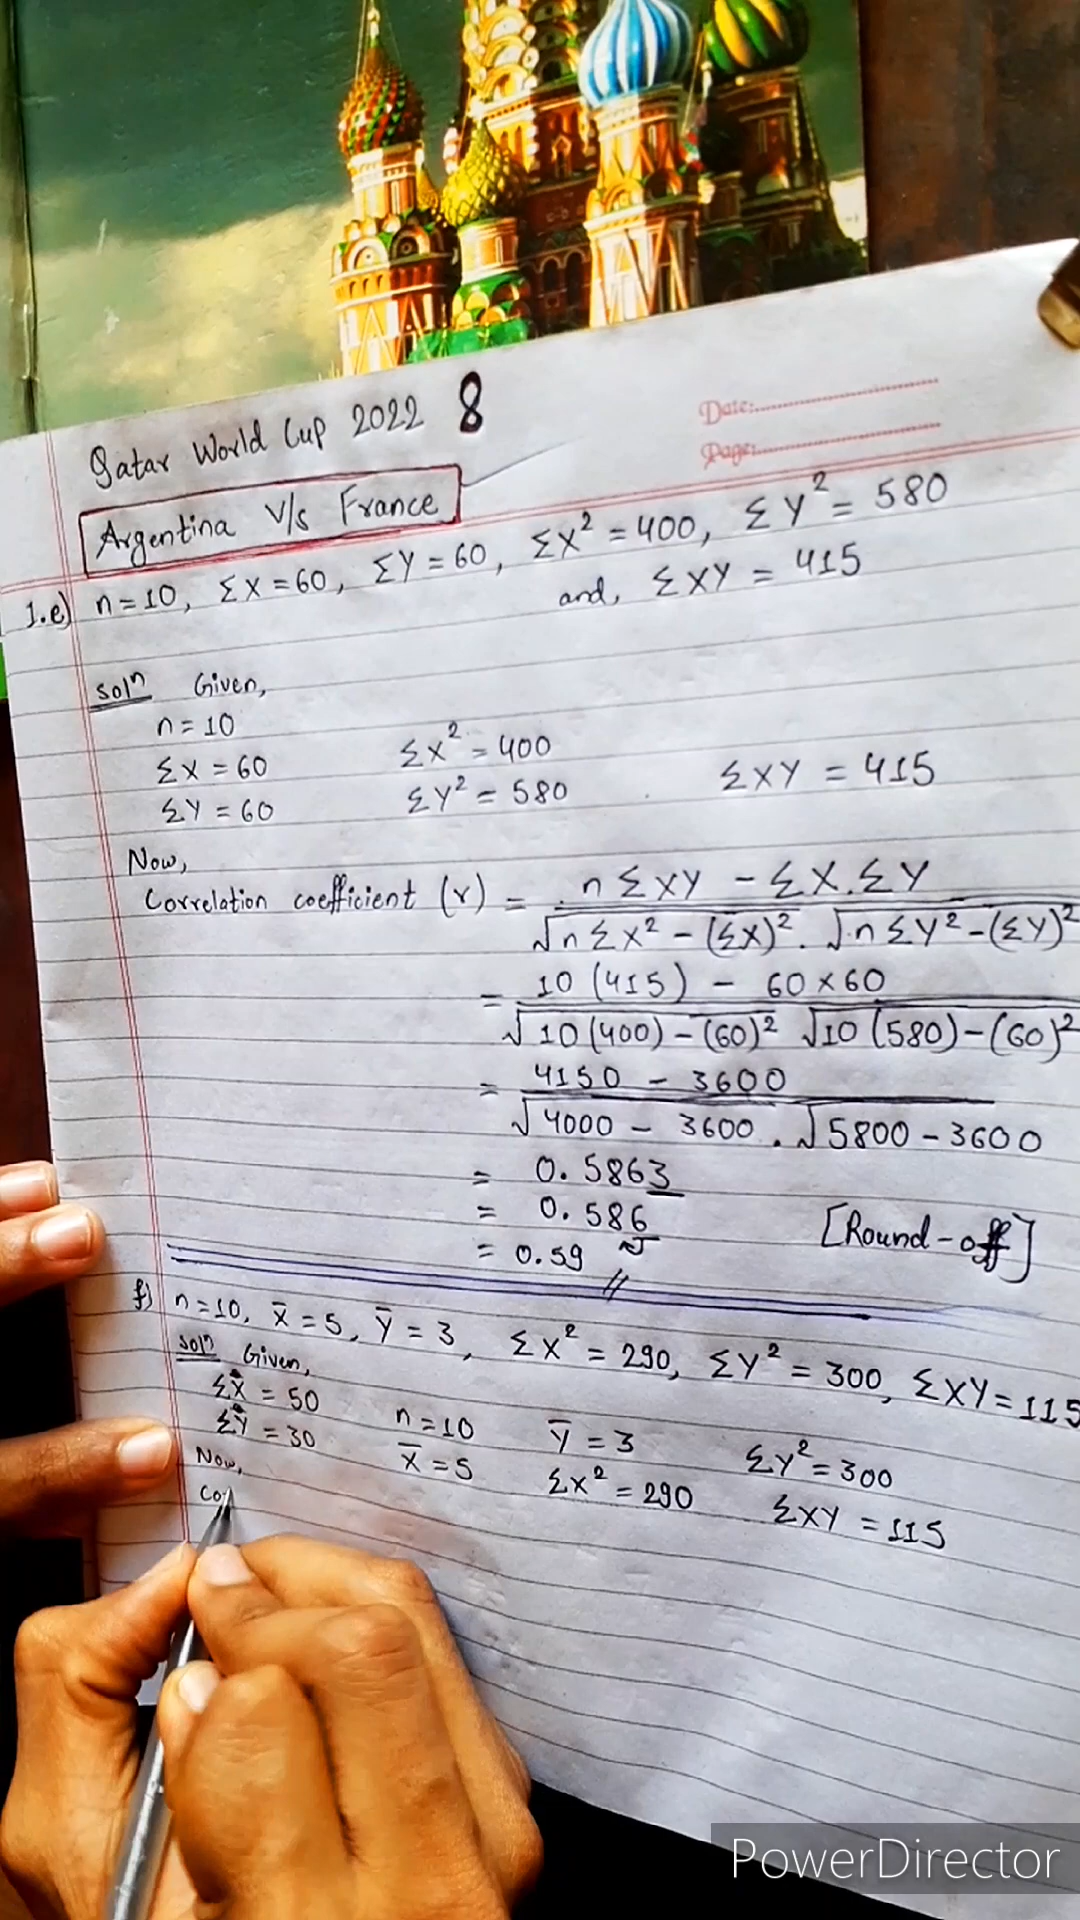 Qatar World Cup 2022 8
Date:
Page:
Argentina V/s France
1.e) n=10, ΣX=60, ΣY=60, ΣX²=400, ΣY²=580
and, ΣXY = 415
Solⁿ Given,
n=10
ΣX=60 ΣX²=400 ΣXY = 415
ΣY=60 ΣY²=580
Now,
Correlation coefficient (r) = nΣXY - ΣX.ΣY
√nΣX²-(ΣX)². √nΣY²-(ΣY)²
= 10(415) - 60×60
√10(400)-(60)² √10(580)-(60)²
= 4150 - 3600
√4000 - 3600 . √5800-3600
= 0.5863
= 0.586 [Round-off]
= 0.59 //
f) n=10, X̅=5, Y̅=3, ΣX²=290, ΣY²=300, ΣXY=115
Solⁿ Given,
ΣX=50 n=10 Y̅=3 ΣY²=300
ΣY=30 X̅=5 ΣX²=290 ΣXY=115
Now,
Co
PowerDirector